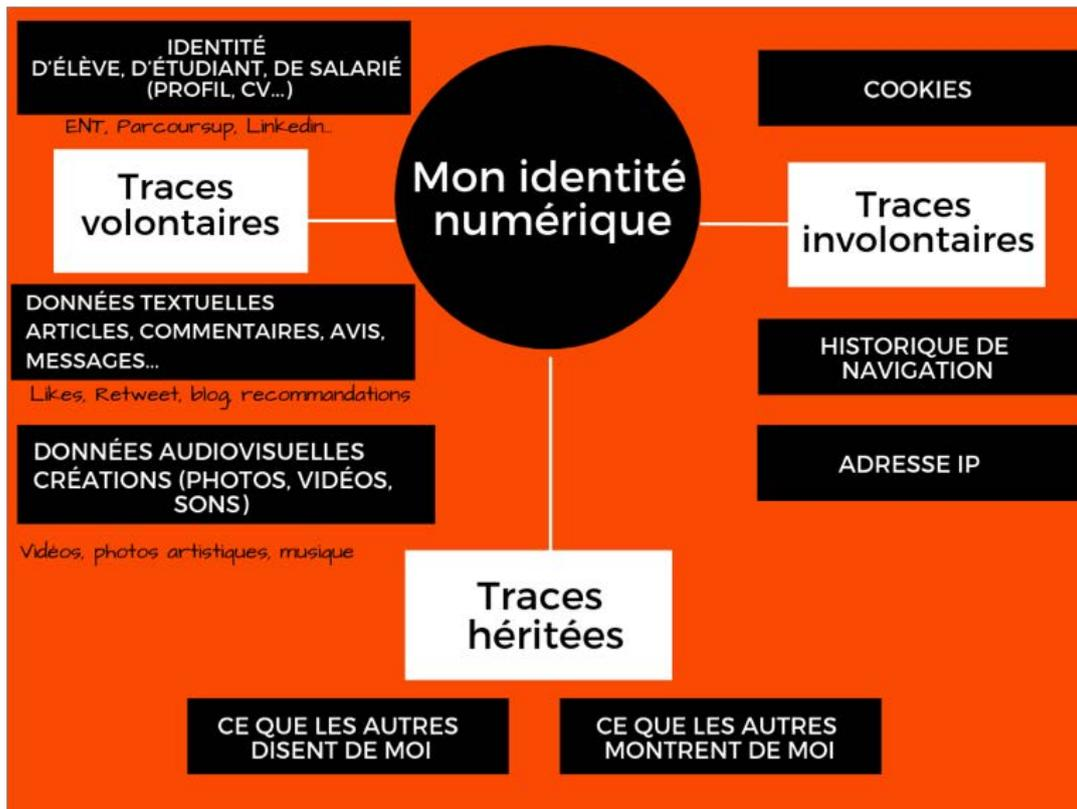 IDENTITÉ
D'ÉLÈVE, D'ÉTUDIANT, DE SALARIÉ
(PROFIL, CV...)
ENT, Parcoursup, Linkedin...
Traces
volontaires
DONNÉES TEXTUELLES
ARTICLES, COMMENTAIRES, AVIS,
MESSAGES...
Likes, Retweet, blog, recommandations
DONNÉES AUDIOVISUELLES
CRÉATIONS (PHOTOS, VIDÉOS,
SONS)
Vidéos, photos artistiques, musique
Mon identité
numérique
COOKIES
Traces
involontaires
HISTORIQUE DE
NAVIGATION
ADRESSE IP
Traces
héritées
CE QUE LES AUTRES
DISENT DE MOI
CE QUE LES AUTRES
MONTRENT DE MOI